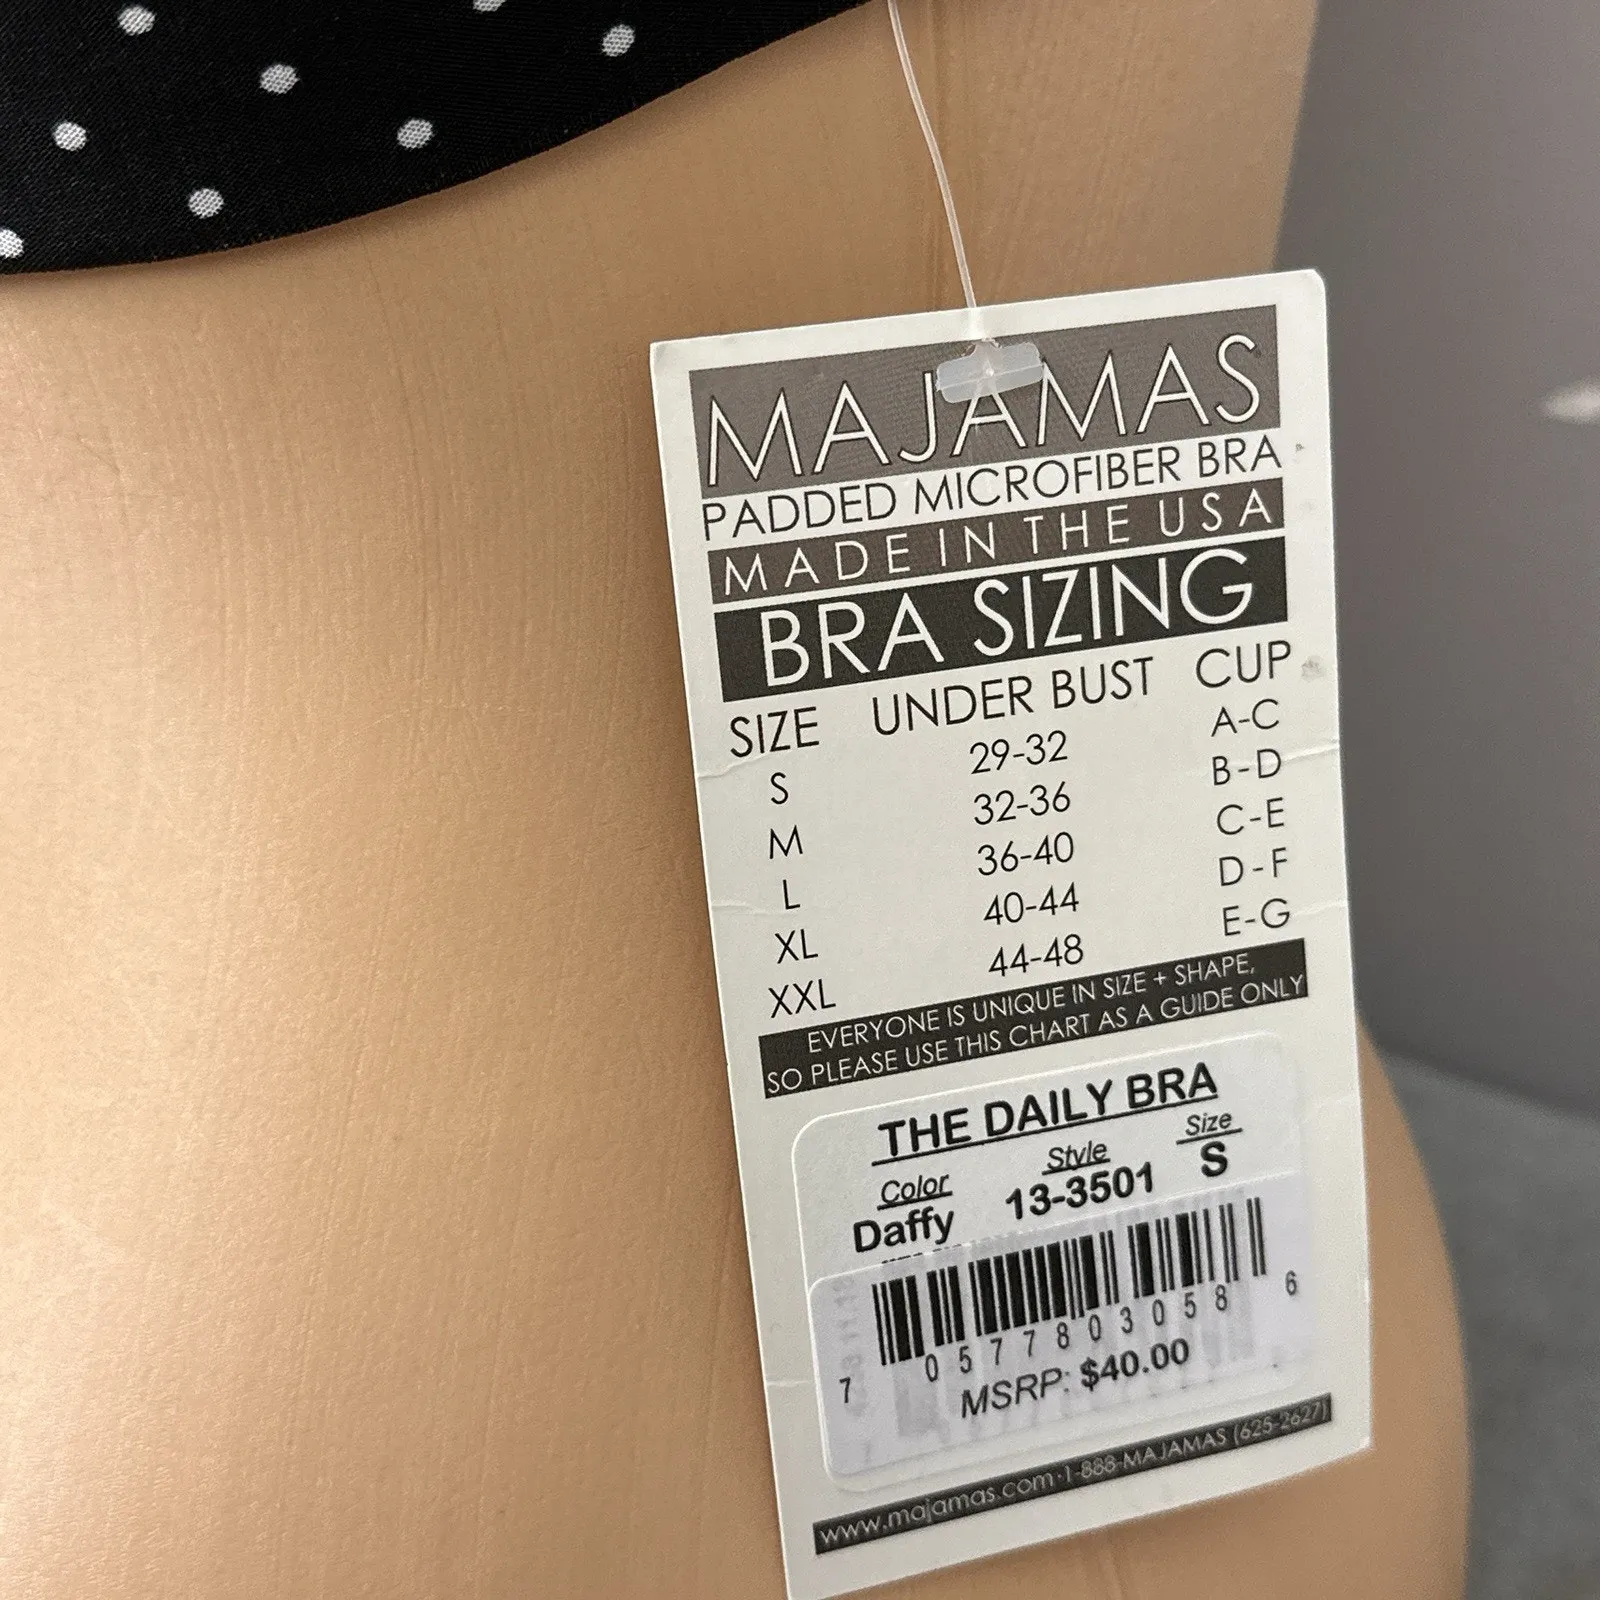 MAJAMAS
PADDED MICROFIBER BRA
MADE IN THE USA
BRA SIZING
SIZE UNDER BUST CUP
S 29-32 A-C
M 32-36 B-D
L 36-40 C-E
XL 40-44 D-F
XXL 44-48 E-G
EVERYONE IS UNIQUE IN SIZE + SHAPE,
SO PLEASE USE THIS CHART AS A GUIDE ONLY
THE DAILY BRA
Color Style Size
Daffy 13-3501 S
7 05778 03058 6
MSRP: $40.00
www.majamas.com·1-888-MAJAMAS (625-2627)